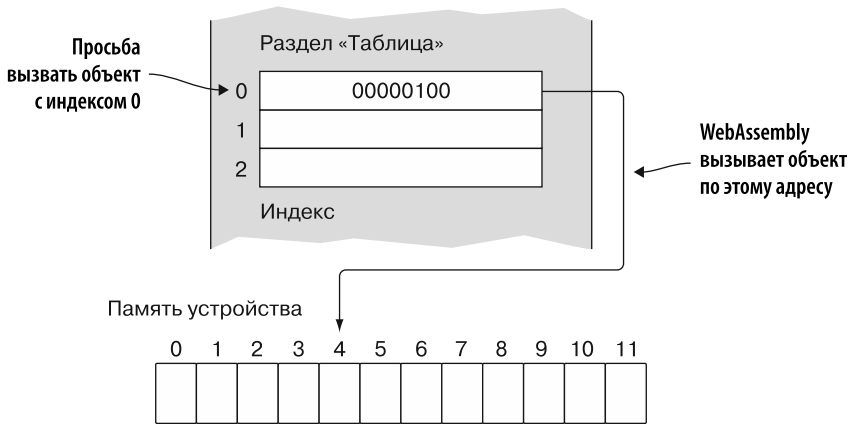 Раздел «Таблица»
Просьба
вызвать объект
с индексом 0
0
00000100
1
2
Индекс
WebAssembly
вызывает объект
по этому адресу
Память устройства
0 1 2 3 4 5 6 7 8 9 10 11